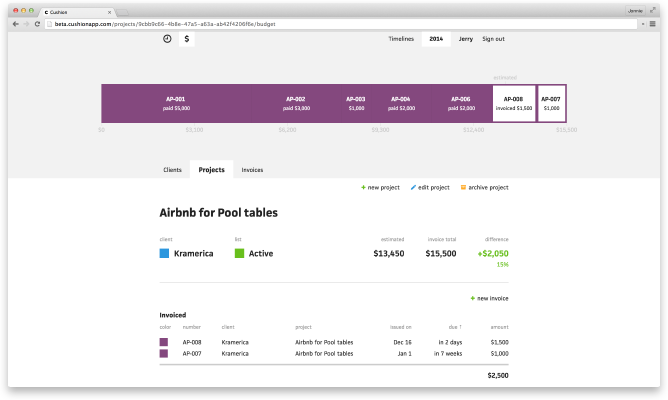 Cushion
Jonnie
beta.cushionapp.com/projects/9cbb9c66-4b8e-47a5-a63a-ab42f4206f6e/budget
$ Timelines 2014 Jerry Sign out
estimated
AP-001 AP-002 AP-003 AP-004 AP-006 AP-008 AP-007
paid $5,000 paid $3,000 $1,000 paid $2,000 paid $2,000 invoiced $1,500 $1,000
$0 $3,100 $6,200 $9,300 $12,400 $15,500
Clients Projects Invoices
+ new project edit project archive project
Airbnb for Pool tables
client list estimated invoice total difference
Kramerica Active $13,450 $15,500 +$2,050
15%
+ new invoice
Invoiced
color number client project issued on due ↑ amount
AP-008 Kramerica Airbnb for Pool tables Dec 16 in 2 days $1,500
AP-007 Kramerica Airbnb for Pool tables Jan 1 in 7 weeks $1,000
$2,500